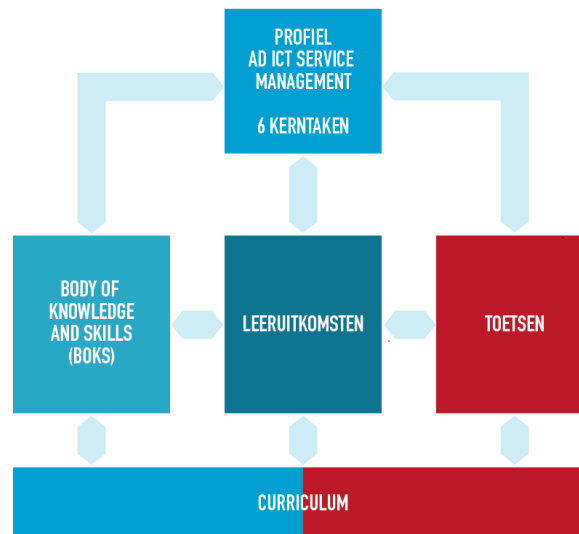 PROFIEL
AD ICT SERVICE
MANAGEMENT
6 KERNTAKEN
BODY OF
KNOWLEDGE
AND SKILLS
(BOKS)
LEERUITKOMSTEN
TOETSEN
CURRICULUM